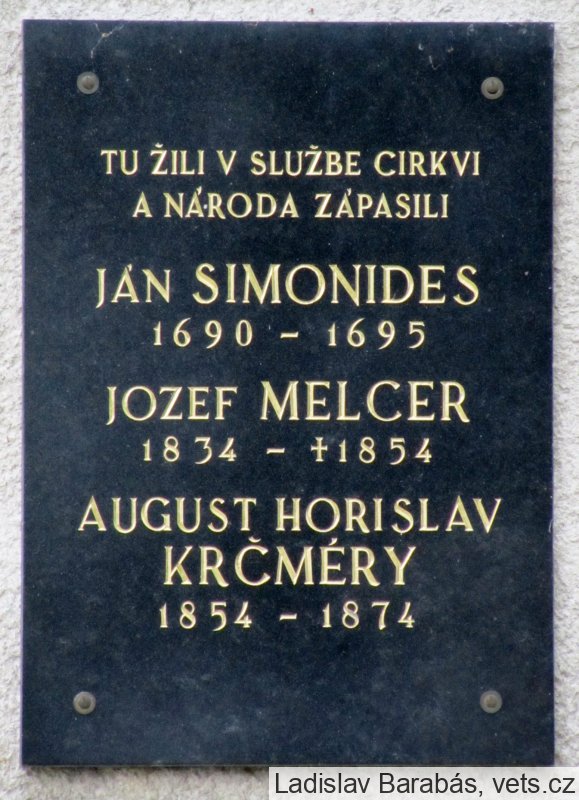 TU ŽILI V SLUŽBE CIRKVI
A NÁRODA ZÁPASILI
JÁN SIMONIDES
1690 – 1695
JOZEF MELCER
1834 – †1854
AUGUST HORISLAV
KRČMÉRY
1854 – 1874
Ladislav Barabás, vets.cz